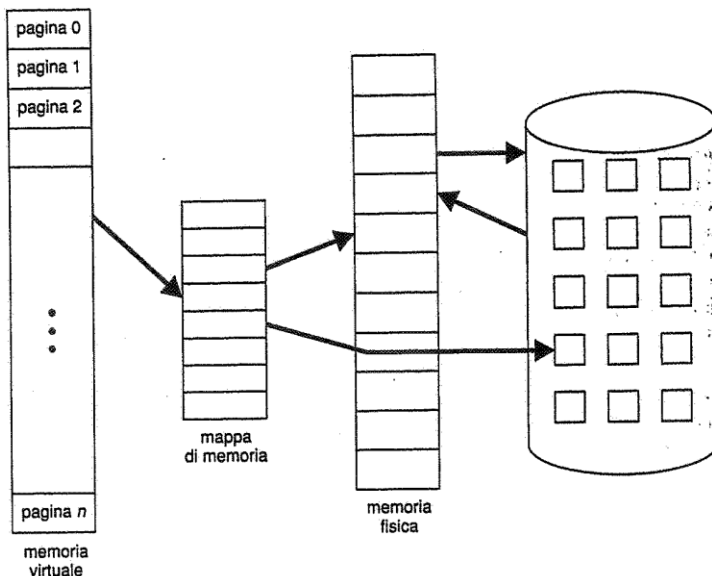 pagina 0
pagina 1
pagina 2
pagina n
memoria
virtuale
mappa
di memoria
memoria
fisica